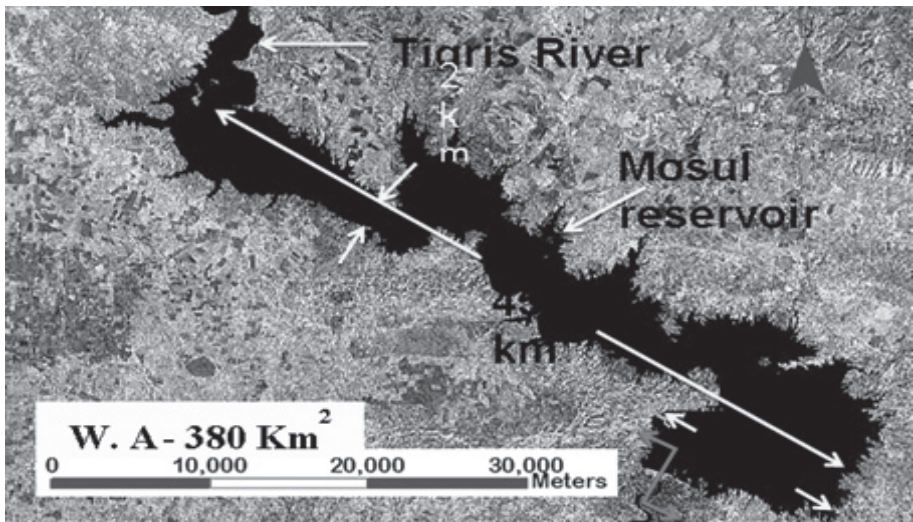 Tigris River
2 k m
Mosul
reservoir
km
W. A - 380 Km²
0 10,000 20,000 30,000
Meters